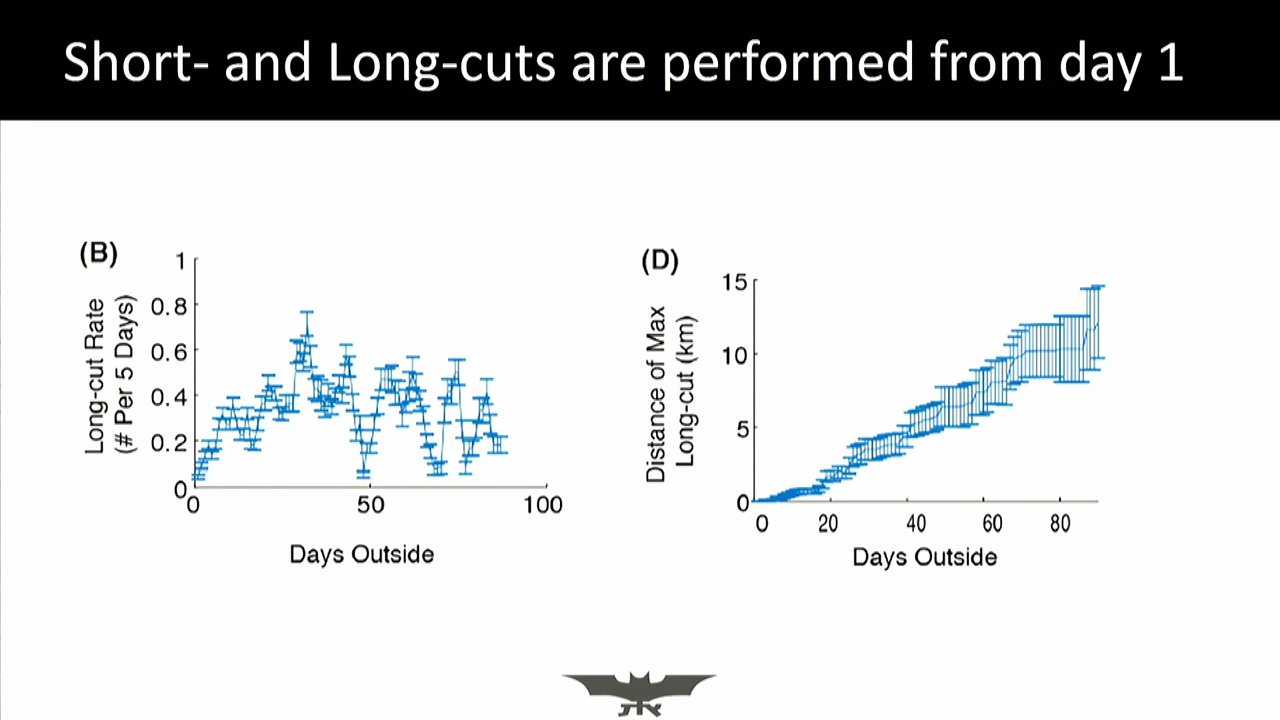 Short- and Long-cuts are performed from day 1
(B)
Long-cut Rate
(# Per 5 Days)
1
0.8
0.6
0.4
0.2
0
0
50
100
Days Outside
(D)
Distance of Max
Long-cut (km)
15
10
5
0
0
20
40
60
80
Days Outside